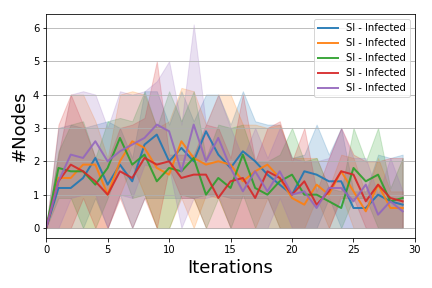 SI - Infected
SI - Infected
SI - Infected
SI - Infected
SI - Infected
#Nodes
6
5
4
3
2
1
0
0 5 10 15 20 25 30
Iterations